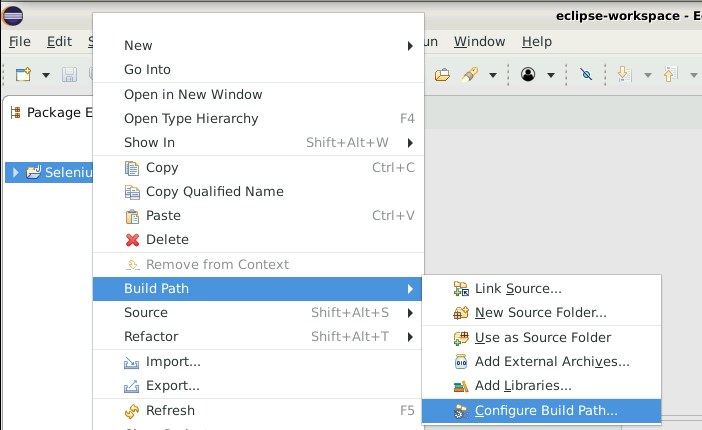 eclipse-workspace - E
File Edit S un Window Help
Package E
Seleniu
New
Go Into
Open in New Window
Open Type Hierarchy F4
Show In Shift+Alt+W
Copy Ctrl+C
Copy Qualified Name
Paste Ctrl+V
Delete
Remove from Context
Build Path
Source Shift+Alt+S
Refactor Shift+Alt+T
Import...
Export...
Refresh F5
Link Source...
New Source Folder...
Use as Source Folder
Add External Archives...
Add Libraries...
Configure Build Path...